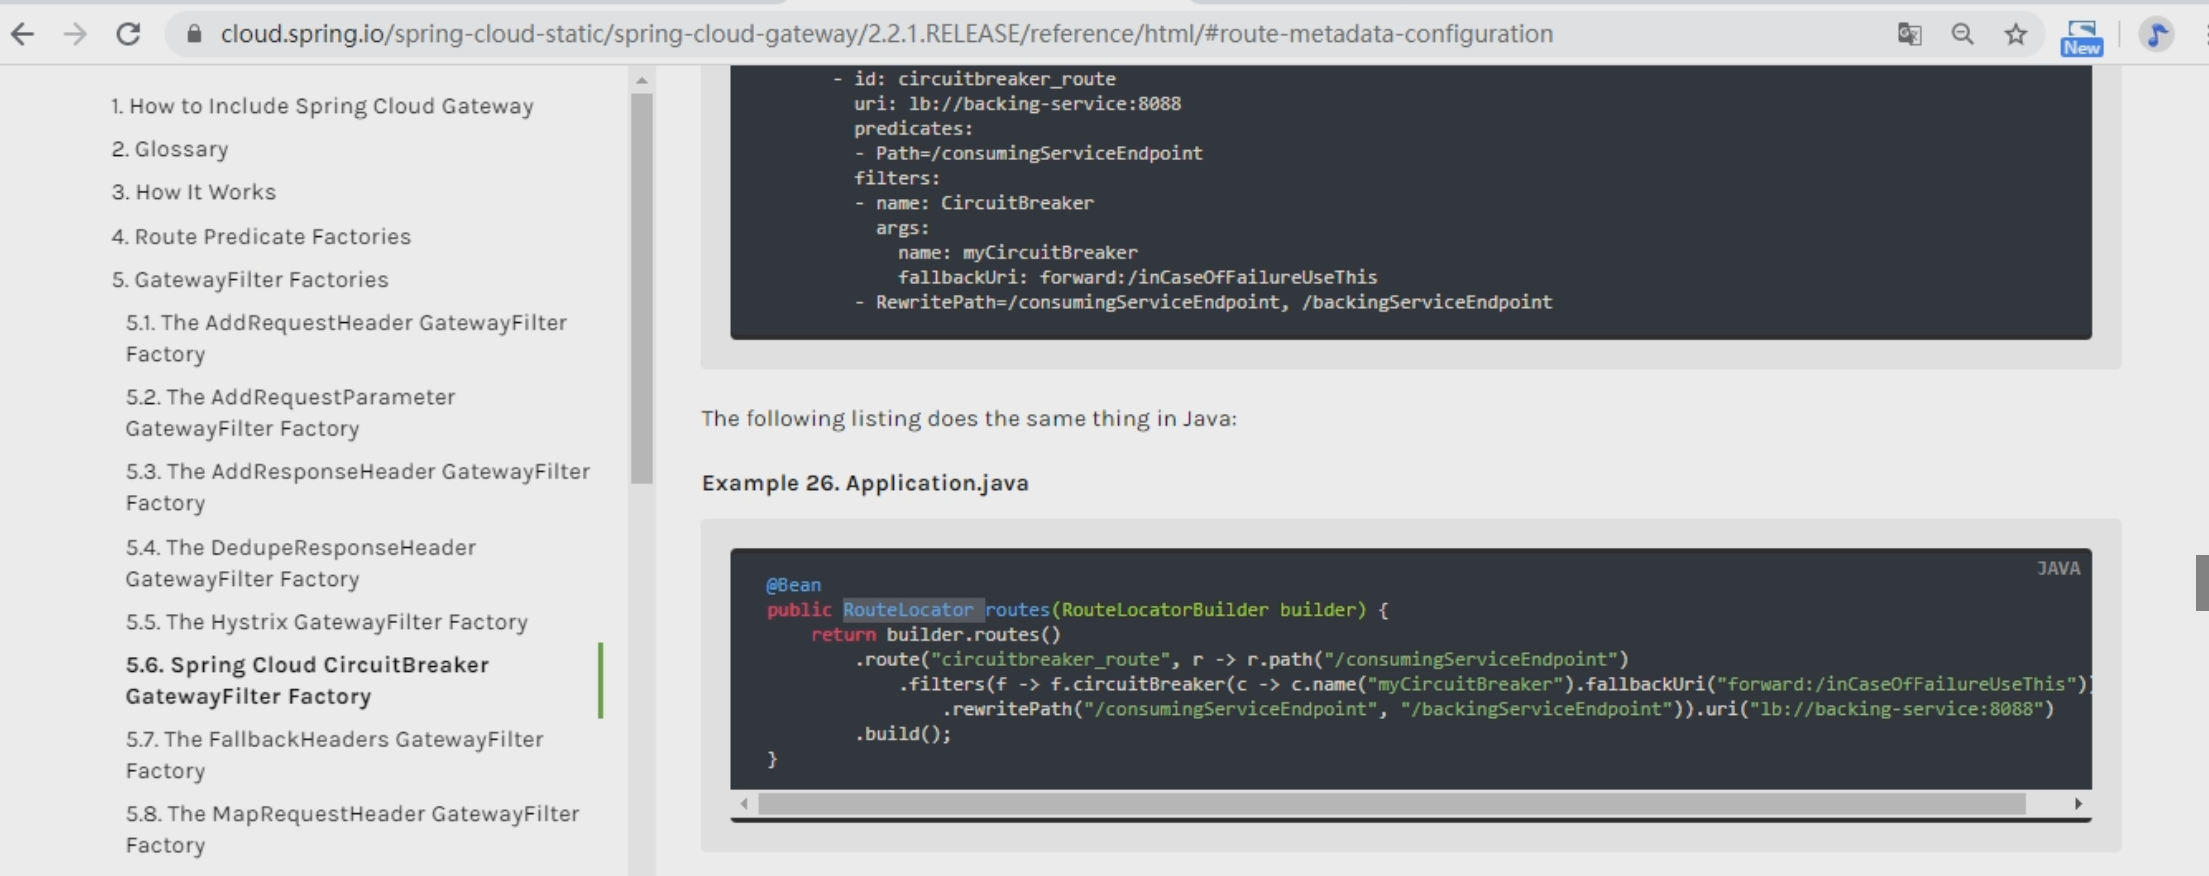 cloud.spring.io/spring-cloud-static/spring-cloud-gateway/2.2.1.RELEASE/reference/html/#route-metadata-configuration
New
1. How to Include Spring Cloud Gateway
2. Glossary
3. How It Works
4. Route Predicate Factories
5. GatewayFilter Factories
5.1. The AddRequestHeader GatewayFilter
Factory
5.2. The AddRequestParameter
GatewayFilter Factory
5.3. The AddResponseHeader GatewayFilter
Factory
5.4. The DedupeResponseHeader
GatewayFilter Factory
5.5. The Hystrix GatewayFilter Factory
5.6. Spring Cloud CircuitBreaker
GatewayFilter Factory
5.7. The FallbackHeaders GatewayFilter
Factory
5.8. The MapRequestHeader GatewayFilter
Factory
- id: circuitbreaker_route
uri: lb://backing-service:8088
predicates:
- Path=/consumingServiceEndpoint
filters:
- name: CircuitBreaker
args:
name: myCircuitBreaker
fallbackUri: forward:/inCaseOfFailureUseThis
- RewritePath=/consumingServiceEndpoint, /backingServiceEndpoint
The following listing does the same thing in Java:
Example 26. Application.java
JAVA
@Bean
public RouteLocator routes(RouteLocatorBuilder builder) {
return builder.routes()
.route("circuitbreaker_route", r -> r.path("/consumingServiceEndpoint")
.filters(f -> f.circuitBreaker(c -> c.name("myCircuitBreaker").fallbackUri("forward:/inCaseOfFailureUseThis"))
.rewritePath("/consumingServiceEndpoint", "/backingServiceEndpoint")).uri("lb://backing-service:8088")
.build();
}